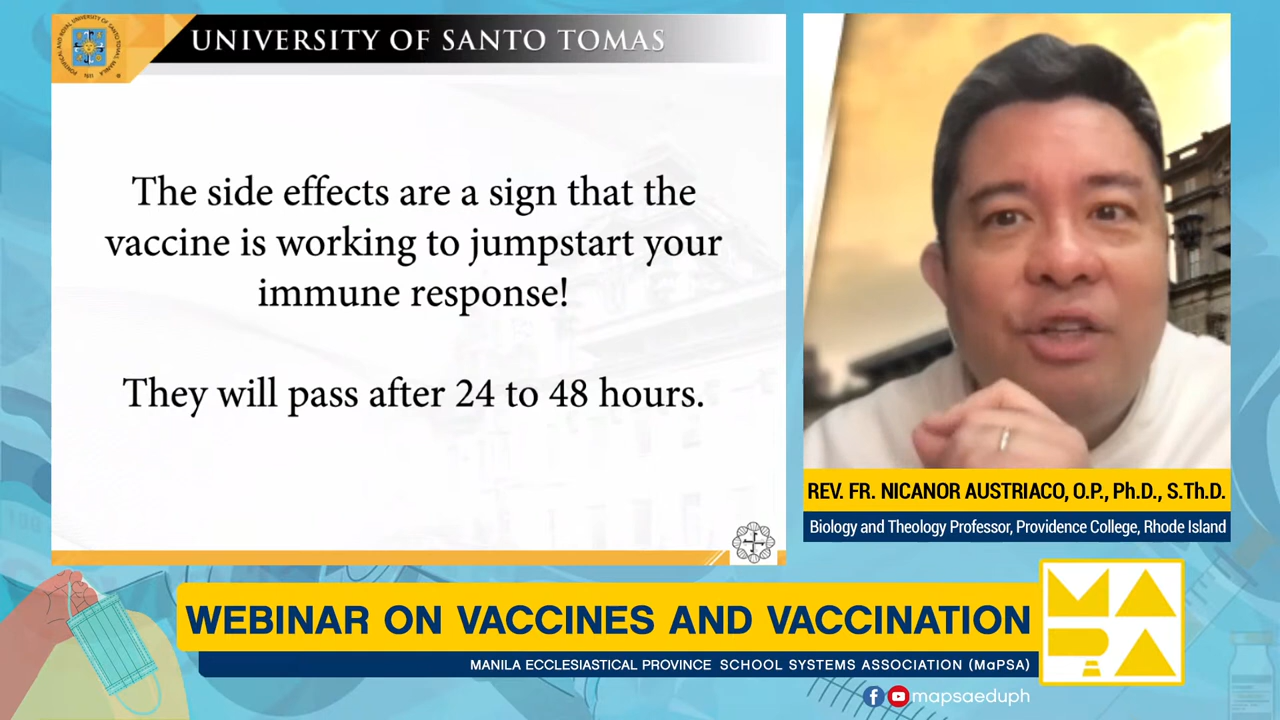 UNIVERSITY OF SANTO TOMAS
The side effects are a sign that the
vaccine is working to jumpstart your
immune response!
They will pass after 24 to 48 hours.
REV. FR. NICANOR AUSTRIACO, O.P., Ph.D., S.Th.D.
Biology and Theology Professor, Providence College, Rhode Island
WEBINAR ON VACCINES AND VACCINATION
MANILA ECCLESIASTICAL PROVINCE SCHOOL SYSTEMS ASSOCIATION (MaPSA)
MAPSA
mapsaeduph